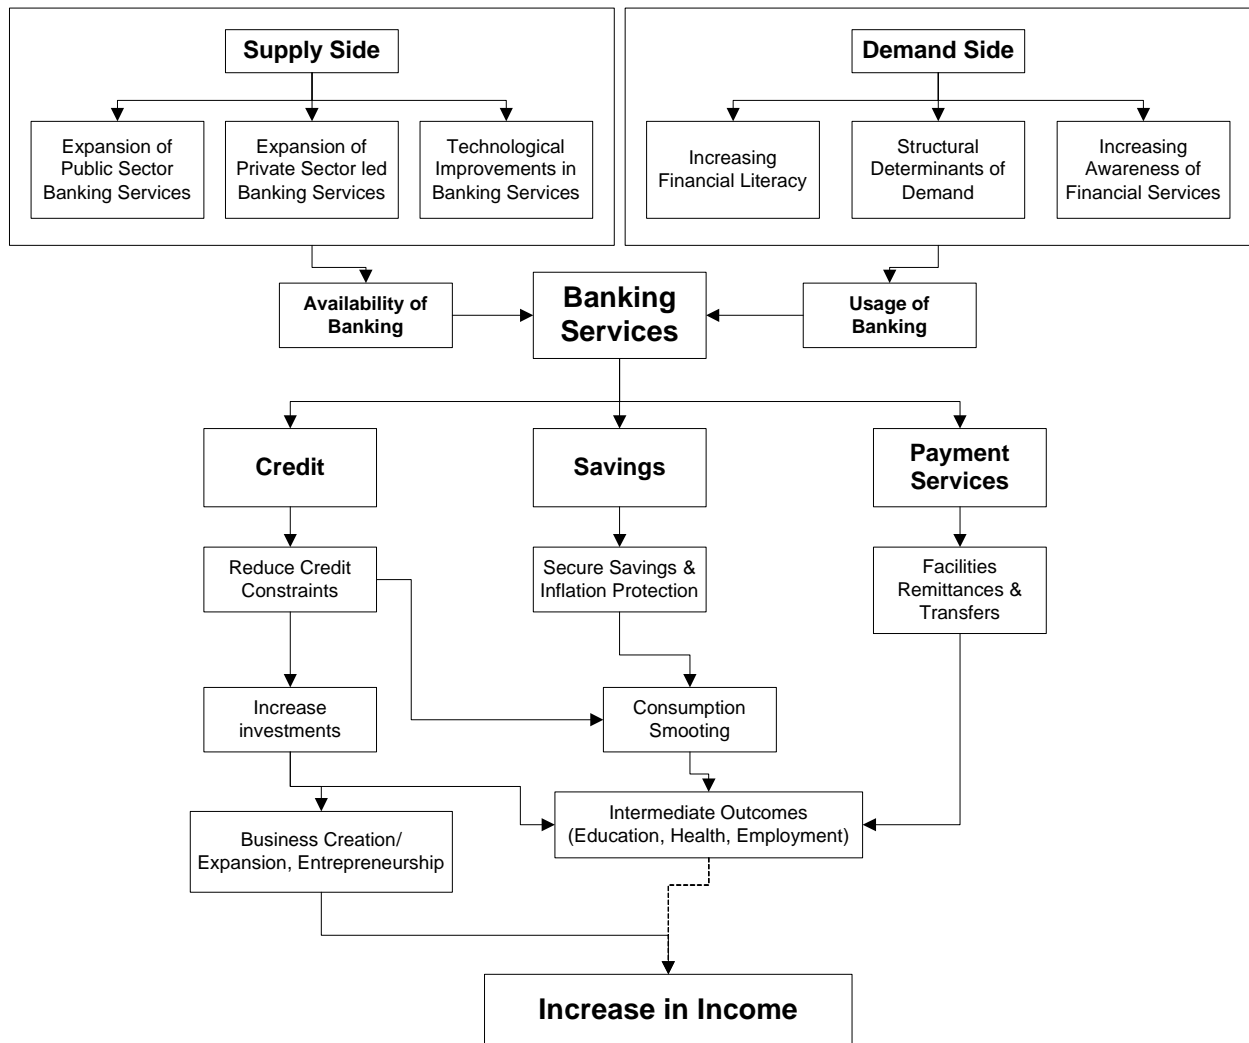 Supply Side
Demand Side
Expansion of
Public Sector
Banking Services
Expansion of
Private Sector led
Banking Services
Technological
Improvements in
Banking Services
Increasing
Financial Literacy
Structural
Determinants of
Demand
Increasing
Awareness of
Financial Services
Availability of
Banking
Banking
Services
Usage of
Banking
Credit
Savings
Payment
Services
Reduce Credit
Constraints
Secure Savings &
Inflation Protection
Facilities
Remittances &
Transfers
Increase
investments
Consumption
Smooting
Business Creation/
Expansion, Entrepreneurship
Intermediate Outcomes
(Education, Health, Employment)
Increase in Income